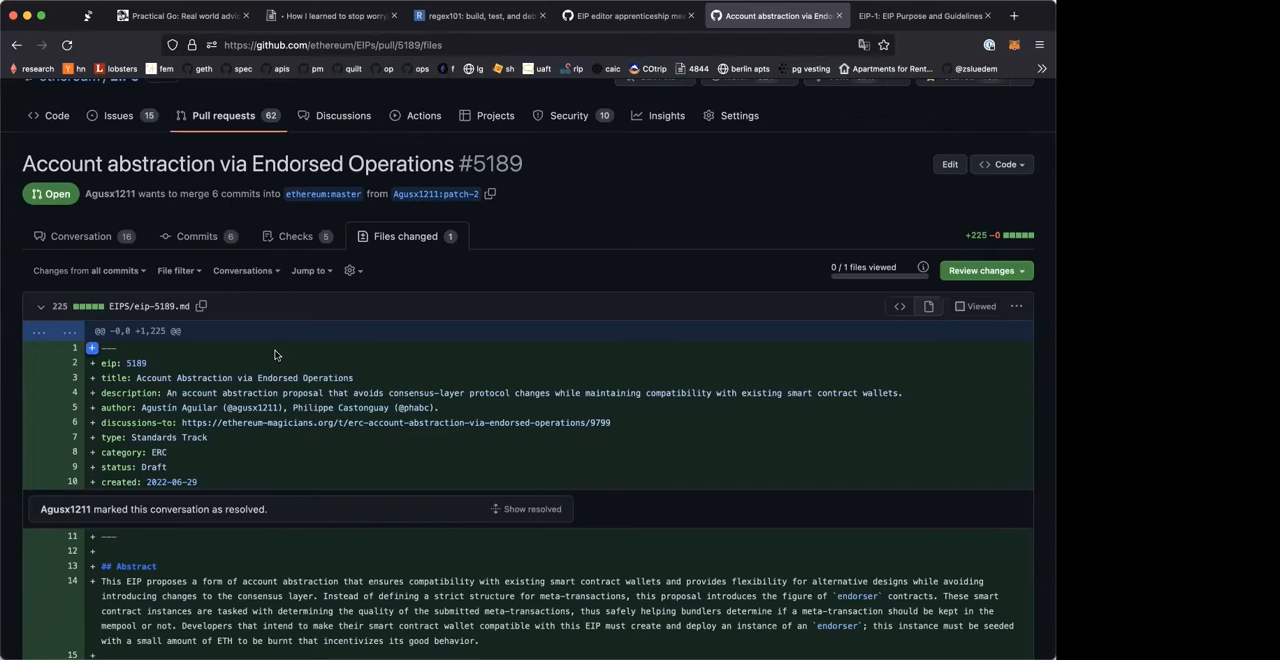 Practical Go: Real world advic
· How I learned to stop worry
regex101: build, test, and deb
EIP editor apprenticeship me
Account abstraction via Endo
EIP-1: EIP Purpose and Guidelines
https://github.com/ethereum/EIPs/pull/5189/files
research hn lobsters fem geth spec apis pm quilt op ops f lg sh uaft rlp caic COtrip 4844 berlin apts pg vesting Apartments for Rent... @zsluedem
Code Issues 15 Pull requests 62 Discussions Actions Projects Security 10 Insights Settings
Account abstraction via Endorsed Operations #5189
Edit Code
Open Agusx1211 wants to merge 6 commits into ethereum:master from Agusx1211:patch-2
Conversation 16 Commits 6 Checks 5 Files changed 1 +225 −0
Changes from all commits File filter Conversations Jump to
0 / 1 files viewed Review changes
225 EIPS/eip-5189.md Viewed
... ... @@ -0,0 +1,225 @@
1 + ---
2 + eip: 5189
3 + title: Account Abstraction via Endorsed Operations
4 + description: An account abstraction proposal that avoids consensus-layer protocol changes while maintaining compatibility with existing smart contract wallets.
5 + author: Agustín Aguilar (@agusx1211), Philippe Castonguay (@phabc).
6 + discussions-to: https://ethereum-magicians.org/t/erc-account-abstraction-via-endorsed-operations/9799
7 + type: Standards Track
8 + category: ERC
9 + status: Draft
10 + created: 2022-06-29
Agusx1211 marked this conversation as resolved. Show resolved
11 + ---
12 +
13 + ## Abstract
14 + This EIP proposes a form of account abstraction that ensures compatibility with existing smart contract wallets and provides flexibility for alternative designs while avoiding
introducing changes to the consensus layer. Instead of defining a strict structure for meta-transactions, this proposal introduces the figure of `endorser` contracts. These smart
contract instances are tasked with determining the quality of the submitted meta-transactions, thus safely helping bundlers determine if a meta-transaction should be kept in the
mempool or not. Developers that intend to make their smart contract wallet compatible with this EIP must create and deploy an instance of an `endorser`; this instance must be seeded
with a small amount of ETH to be burnt that incentivizes its good behavior.
15 +